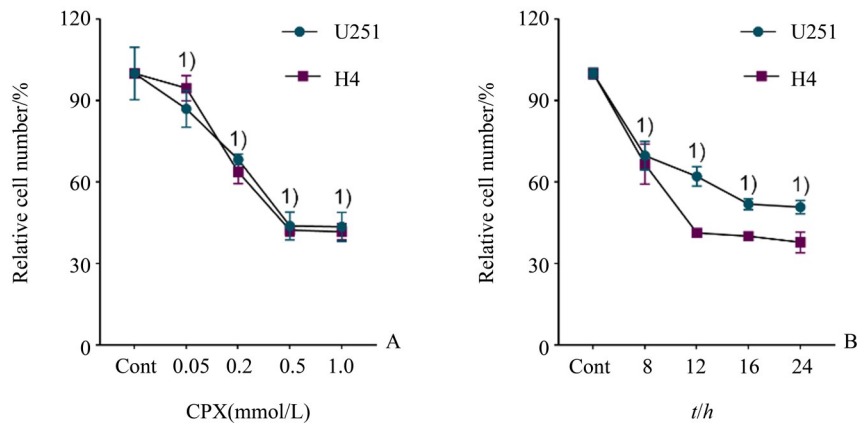 120
90
60
30
0
Relative cell number/%
U251
H4
1)
1)
1)
1)
Cont 0.05 0.2 0.5 1.0
CPX(mmol/L)
A
120
90
60
30
0
Relative cell number/%
U251
H4
1)
1)
1)
1)
Cont 8 12 16 24
t/h
B